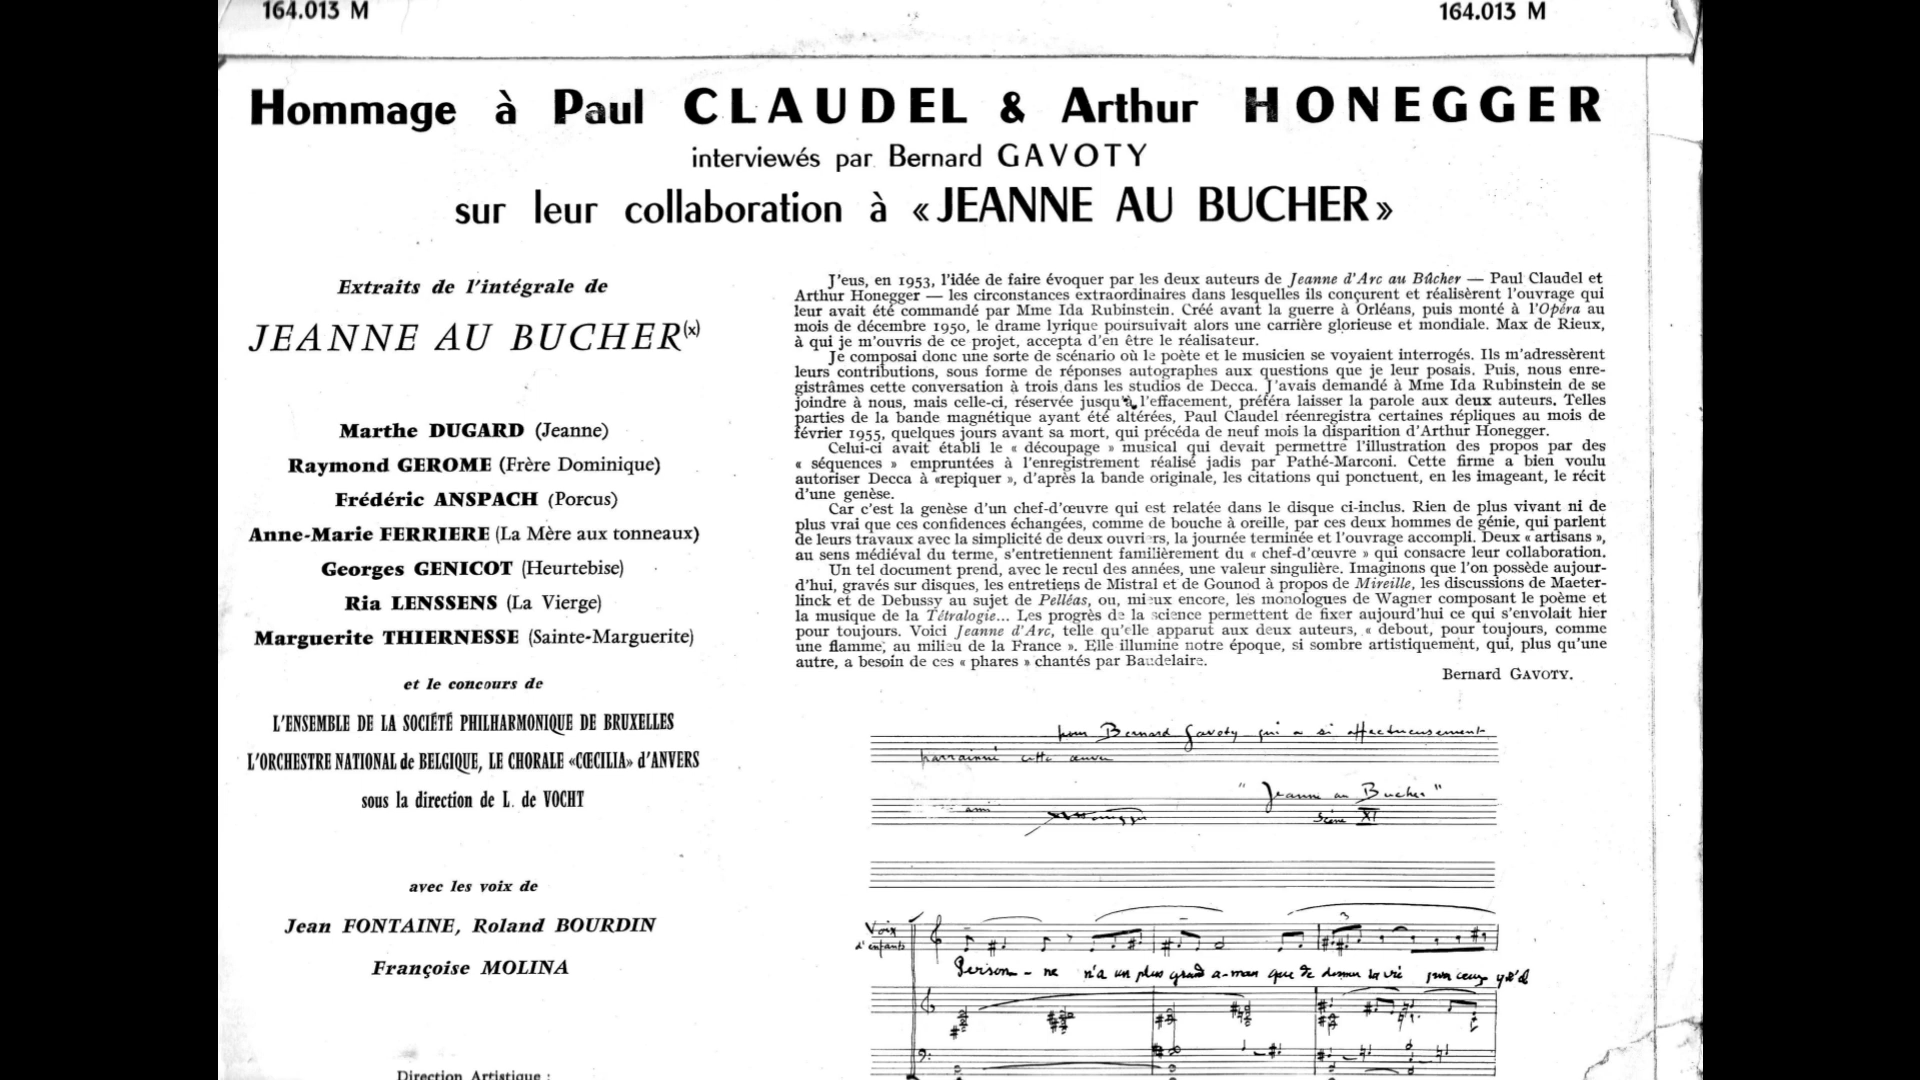 164.013 M 164.013 M
Hommage à Paul CLAUDEL & Arthur HONEGGER
interviewés par Bernard GAVOTY
sur leur collaboration à « JEANNE AU BUCHER »
Extraits de l'intégrale de
JEANNE AU BUCHER(x)
Marthe DUGARD (Jeanne)
Raymond GEROME (Frère Dominique)
Frédéric ANSPACH (Porcus)
Anne-Marie FERRIERE (La Mère aux tonneaux)
Georges GENICOT (Heurtebise)
Ria LENSSENS (La Vierge)
Marguerite THIERNESSE (Sainte-Marguerite)
et le concours de
L'ENSEMBLE DE LA SOCIÉTÉ PHILHARMONIQUE DE BRUXELLES
L'ORCHESTRE NATIONAL de BELGIQUE, LE CHORALE «CŒCILIA» d'ANVERS
sous la direction de L. de VOCHT
avec les voix de
Jean FONTAINE, Roland BOURDIN
Françoise MOLINA
Direction Artistique :
J'eus, en 1953, l'idée de faire évoquer par les deux auteurs de Jeanne d'Arc au Bûcher — Paul Claudel et
Arthur Honegger — les circonstances extraordinaires dans lesquelles ils conçurent et réalisèrent l'ouvrage qui
leur avait été commandé par Mme Ida Rubinstein. Créé avant la guerre à Orléans, puis monté à l'Opéra au
mois de décembre 1950, le drame lyrique poursuivait alors une carrière glorieuse et mondiale. Max de Rieux,
à qui je m'ouvris de ce projet, accepta d'en être le réalisateur.
Je composai donc une sorte de scénario où le poète et le musicien se voyaient interrogés. Ils m'adressèrent
leurs contributions, sous forme de réponses autographes aux questions que je leur posais. Puis, nous enre-
gistrâmes cette conversation à trois dans les studios de Decca. J'avais demandé à Mme Ida Rubinstein de se
joindre à nous, mais celle-ci, réservée jusqu'à l'effacement, préféra laisser la parole aux deux auteurs. Telles
parties de la bande magnétique ayant été altérées, Paul Claudel réenregistra certaines répliques au mois de
février 1955, quelques jours avant sa mort, qui précéda de neuf mois la disparition d'Arthur Honegger.
Celui-ci avait établi le « découpage » musical qui devait permettre l'illustration des propos par des
« séquences » empruntées à l'enregistrement réalisé jadis par Pathé-Marconi. Cette firme a bien voulu
autoriser Decca à «repiquer », d'après la bande originale, les citations qui ponctuent, en les imageant, le récit
d'une genèse.
Car c'est la genèse d'un chef-d'œuvre qui est relatée dans le disque ci-inclus. Rien de plus vivant ni de
plus vrai que ces confidences échangées, comme de bouche à oreille, par ces deux hommes de génie, qui parlent
de leurs travaux avec la simplicité de deux ouvriers, la journée terminée et l'ouvrage accompli. Deux « artisans »,
au sens médiéval du terme, s'entretiennent familièrement du « chef-d'œuvre » qui consacre leur collaboration.
Un tel document prend, avec le recul des années, une valeur singulière. Imaginons que l'on possède aujour-
d'hui, gravés sur disques, les entretiens de Mistral et de Gounod à propos de Mireille, les discussions de Maeter-
linck et de Debussy au sujet de Pelléas, ou, mieux encore, les monologues de Wagner composant le poème et
la musique de la Tétralogie... Les progrès de la science permettent de fixer aujourd'hui ce qui s'envolait hier
pour toujours. Voici Jeanne d'Arc, telle qu'elle apparut aux deux auteurs, « debout, pour toujours, comme
une flamme, au milieu de la France ». Elle illumine notre époque, si sombre artistiquement, qui, plus qu'une
autre, a besoin de ces « phares » chantés par Baudelaire.
Bernard GAVOTY.
pour Bernard Gavoty qui a si affectueusement
parrainé cette œuvre
"Jeanne au Bucher"
ami
AHonegger
Scène XI
Voix
d'enfants
3
Person - ne n'a un plus grand a-mour que de donner sa vie pour ceux qu'il